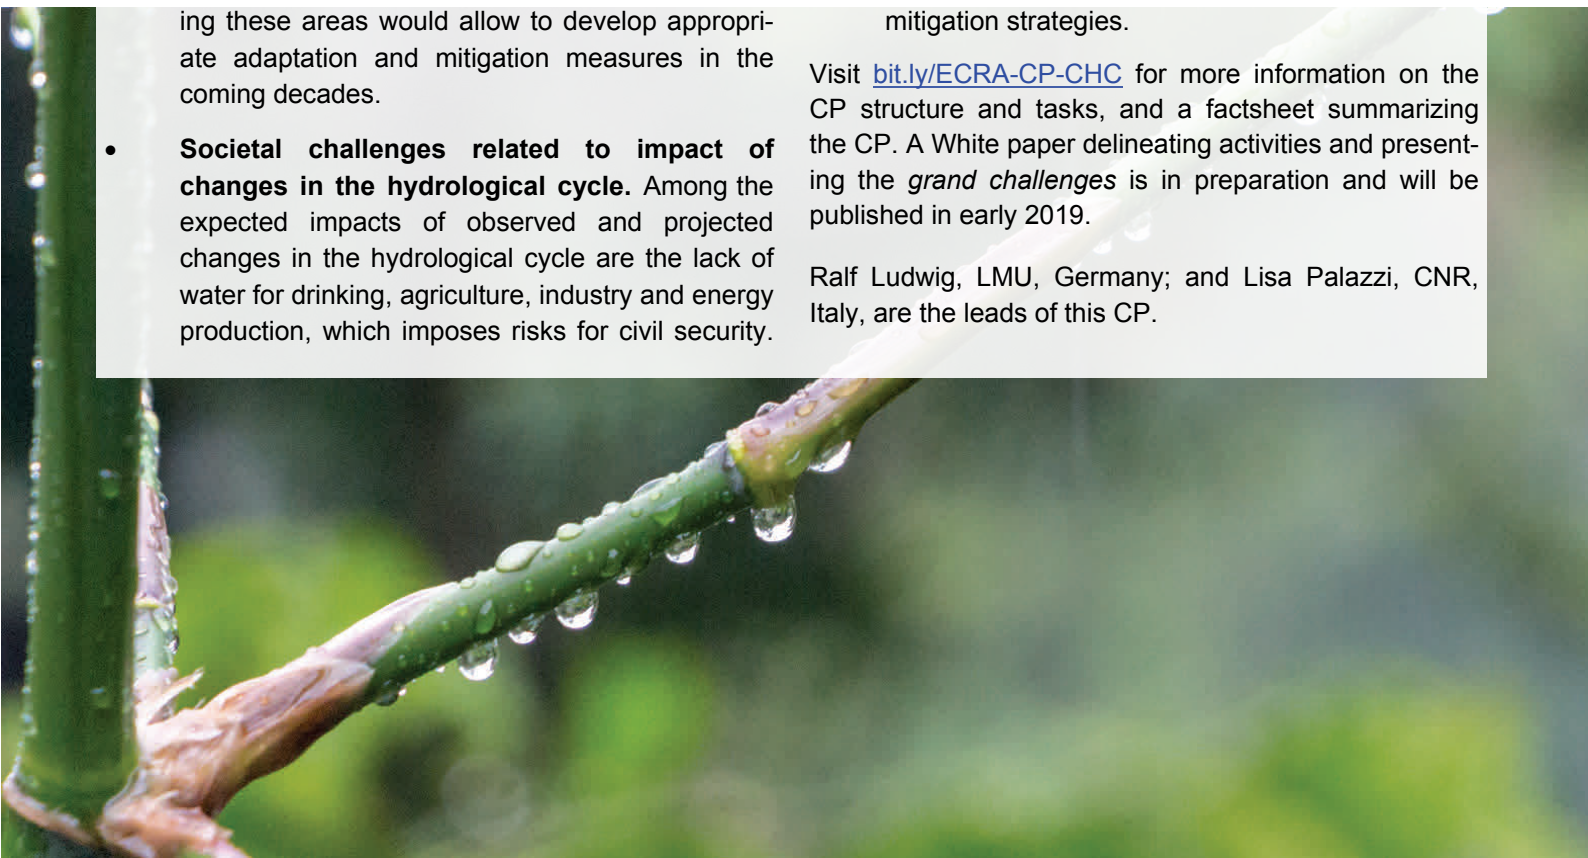 ing these areas would allow to develop appropri-
ate adaptation and mitigation measures in the
coming decades.
• Societal challenges related to impact of
changes in the hydrological cycle. Among the
expected impacts of observed and projected
changes in the hydrological cycle are the lack of
water for drinking, agriculture, industry and energy
production, which imposes risks for civil security.
mitigation strategies.
Visit bit.ly/ECRA-CP-CHC for more information on the
CP structure and tasks, and a factsheet summarizing
the CP. A White paper delineating activities and present-
ing the grand challenges is in preparation and will be
published in early 2019.
Ralf Ludwig, LMU, Germany; and Lisa Palazzi, CNR,
Italy, are the leads of this CP.